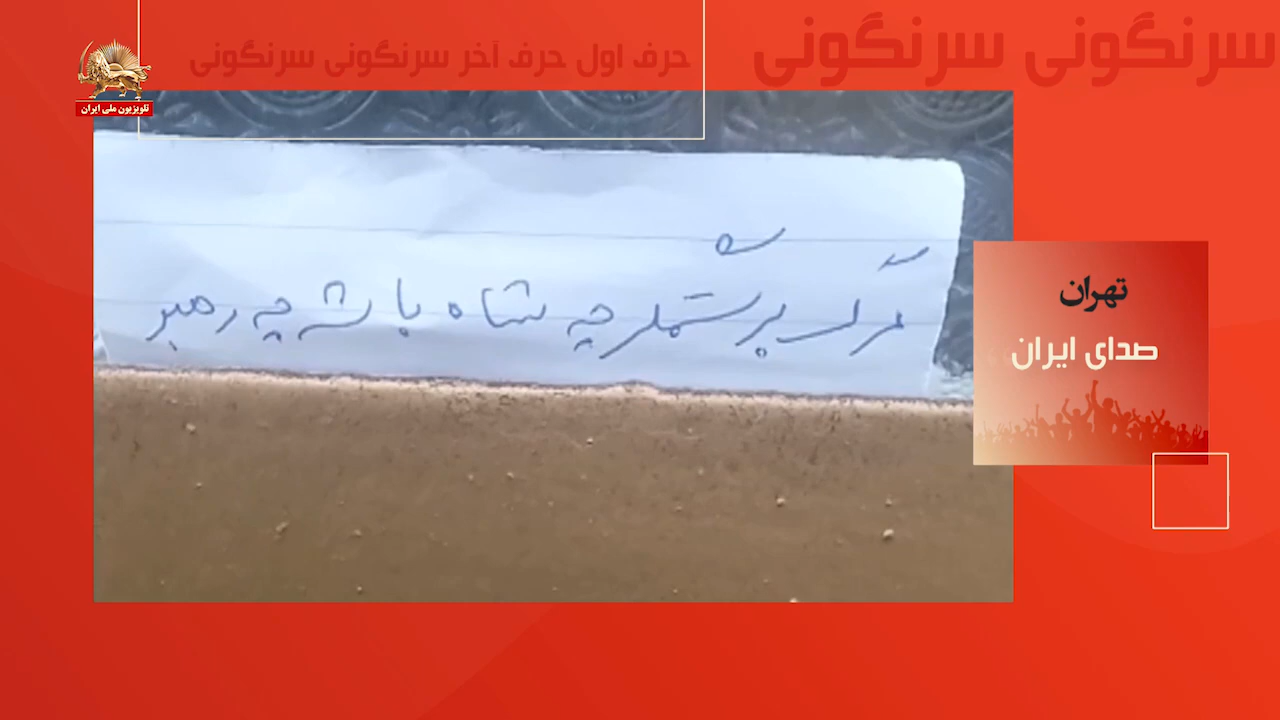 سرنگونی سرنگونی
حرف اول حرف آخر سرنگونی سرنگونی
تلویزیون ملی ایران
مرگ بر ستمگر چه شاه باشه چه رهبر
تهران
صدای ایران